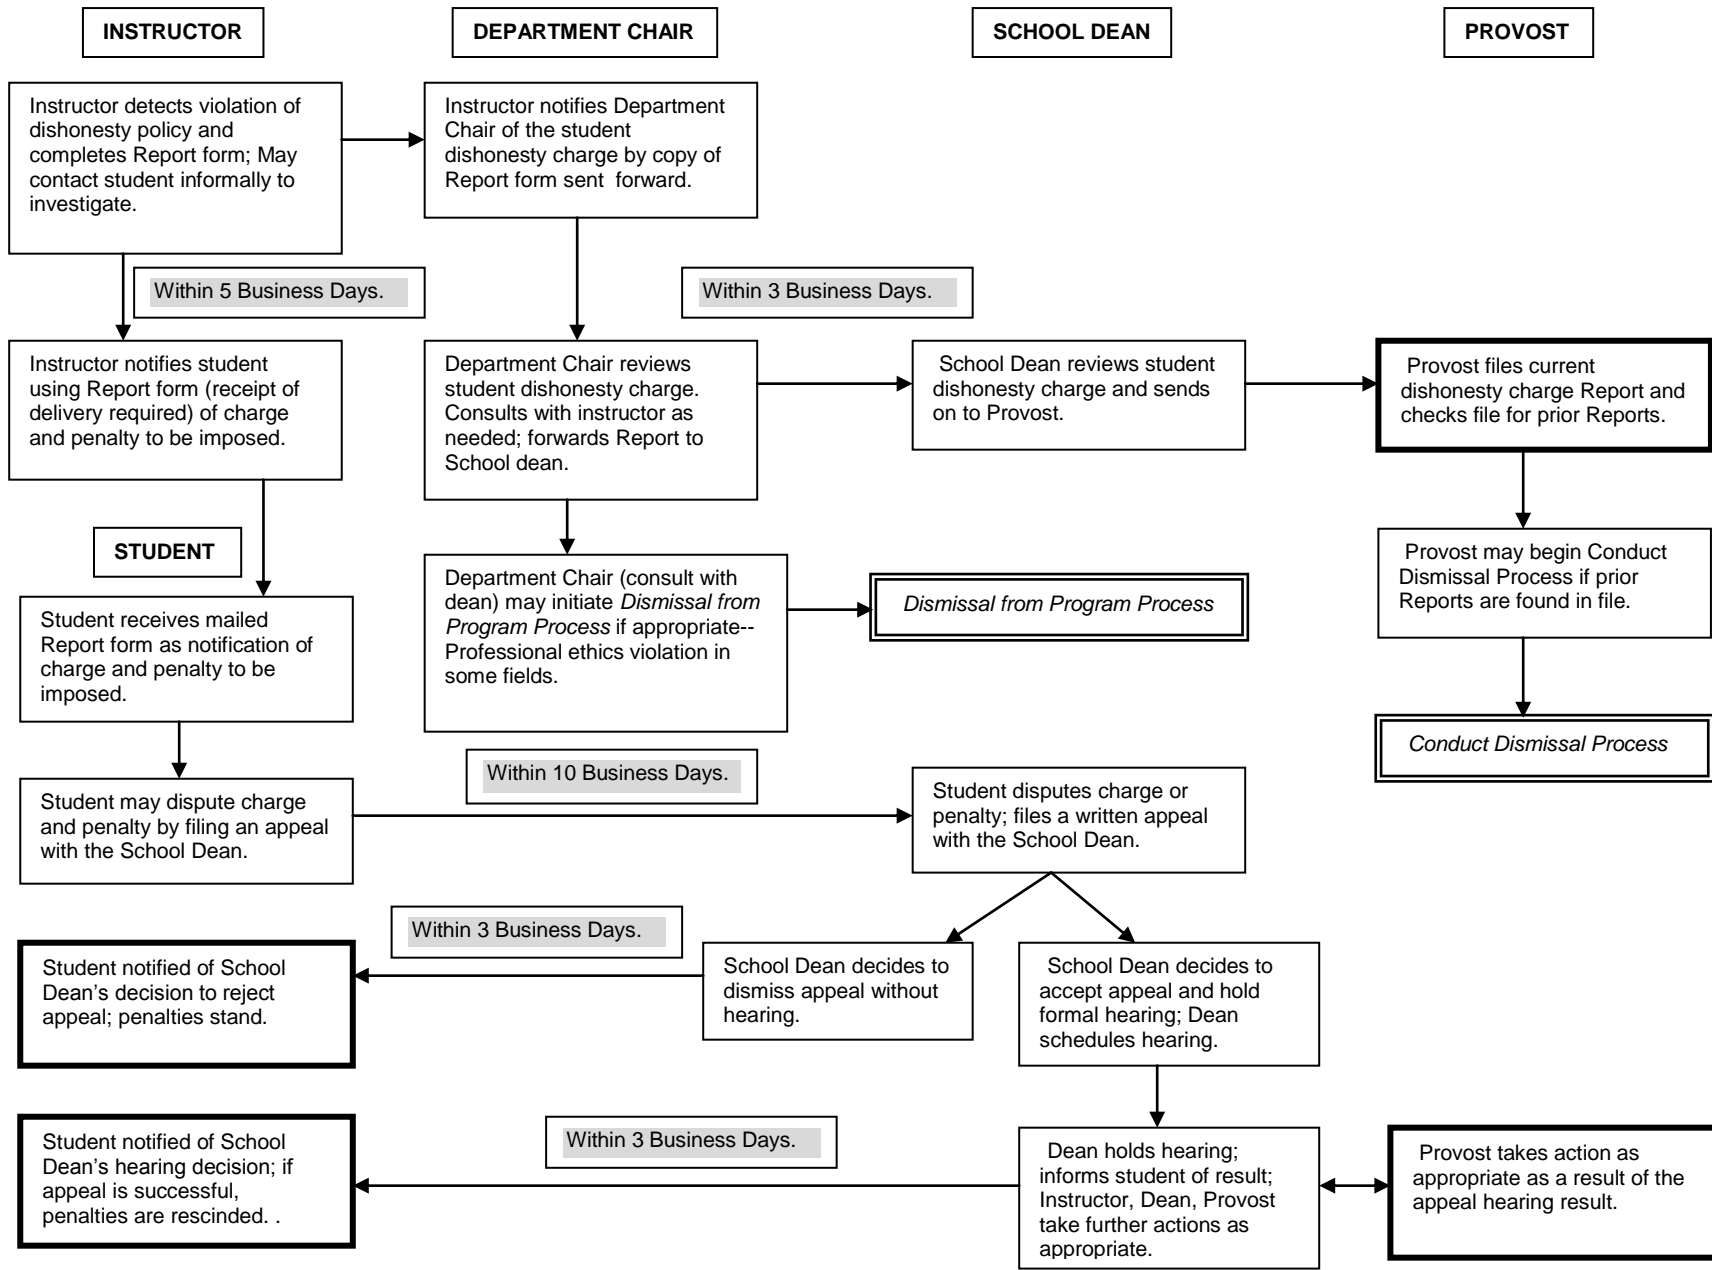 INSTRUCTOR
DEPARTMENT CHAIR
SCHOOL DEAN
PROVOST
Instructor detects violation of
dishonesty policy and
completes Report form; May
contact student informally to
investigate.
Instructor notifies Department
Chair of the student
dishonesty charge by copy of
Report form sent forward.
Within 5 Business Days.
Within 3 Business Days.
Instructor notifies student
using Report form (receipt of
delivery required) of charge
and penalty to be imposed.
Department Chair reviews
student dishonesty charge.
Consults with instructor as
needed; forwards Report to
School dean.
School Dean reviews student
dishonesty charge and sends
on to Provost.
Provost files current
dishonesty charge Report and
checks file for prior Reports.
STUDENT
Student receives mailed
Report form as notification of
charge and penalty to be
imposed.
Department Chair (consult with
dean) may initiate Dismissal from
Program Process if appropriate--
Professional ethics violation in
some fields.
Dismissal from Program Process
Provost may begin Conduct
Dismissal Process if prior
Reports are found in file.
Conduct Dismissal Process
Within 10 Business Days.
Student may dispute charge
and penalty by filing an appeal
with the School Dean.
Student disputes charge or
penalty; files a written appeal
with the School Dean.
Within 3 Business Days.
Student notified of School
Dean’s decision to reject
appeal; penalties stand.
School Dean decides to
dismiss appeal without
hearing.
School Dean decides to
accept appeal and hold
formal hearing; Dean
schedules hearing.
Within 3 Business Days.
Student notified of School
Dean’s hearing decision; if
appeal is successful,
penalties are rescinded. .
Dean holds hearing;
informs student of result;
Instructor, Dean, Provost
take further actions as
appropriate.
Provost takes action as
appropriate as a result of the
appeal hearing result.